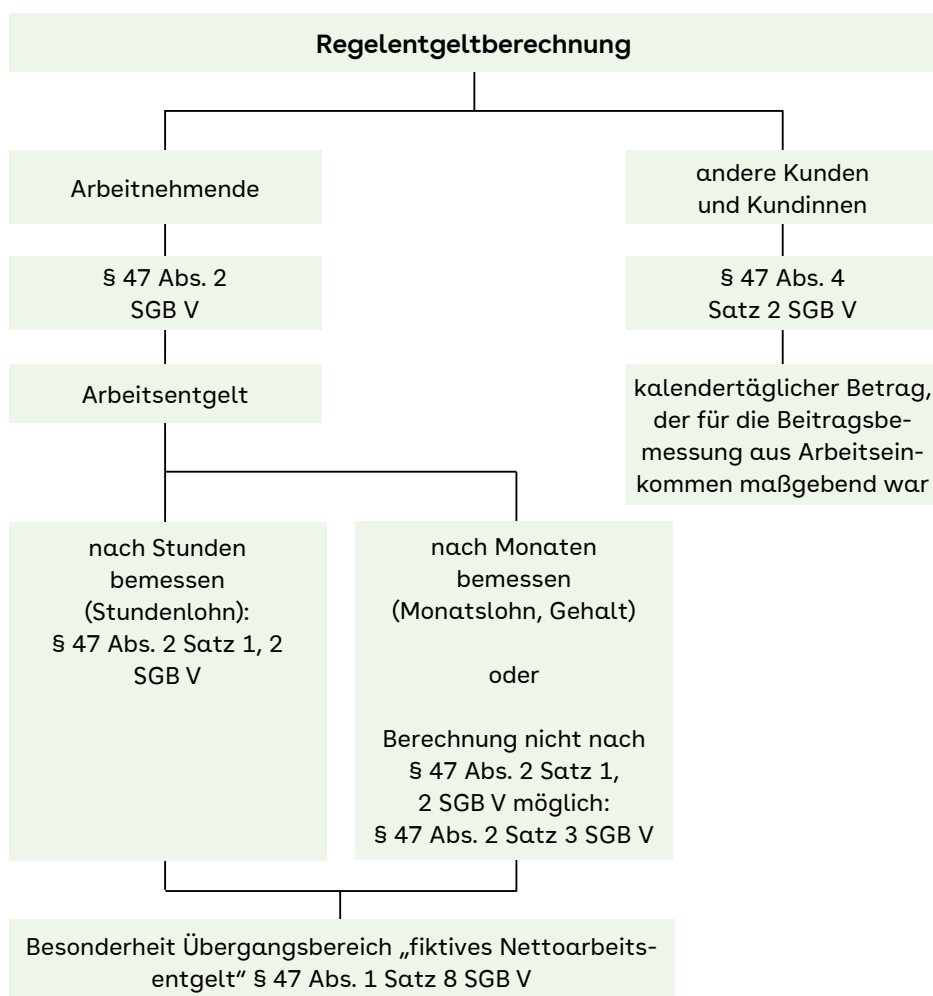 Regelentgeltberechnung
Arbeitnehmende
andere Kunden
und Kundinnen
§ 47 Abs. 2
SGB V
§ 47 Abs. 4
Satz 2 SGB V
Arbeitsentgelt
kalendertäglicher Betrag,
der für die Beitragsbe-
messung aus Arbeitsein-
kommen maßgebend war
nach Stunden
bemessen
(Stundenlohn):
§ 47 Abs. 2 Satz 1, 2
SGB V
nach Monaten
bemessen
(Monatslohn, Gehalt)
oder
Berechnung nicht nach
§ 47 Abs. 2 Satz 1,
2 SGB V möglich:
§ 47 Abs. 2 Satz 3 SGB V
Besonderheit Übergangsbereich „fiktives Nettoarbeits-
entgelt“ § 47 Abs. 1 Satz 8 SGB V